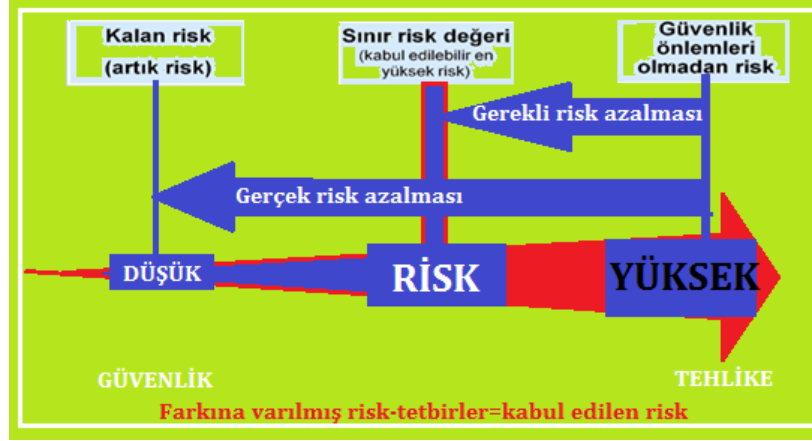 Kalan risk
(artık risk)
Sınır risk değeri
(kabul edilebilir en
yüksek risk)
Güvenlik
önlemleri
olmadan risk
Gerekli risk azalması
Gerçek risk azalması
DÜŞÜK
RİSK
YÜKSEK
GÜVENLİK
TEHLİKE
Farkına varılmış risk-tetbirler=kabul edilen risk